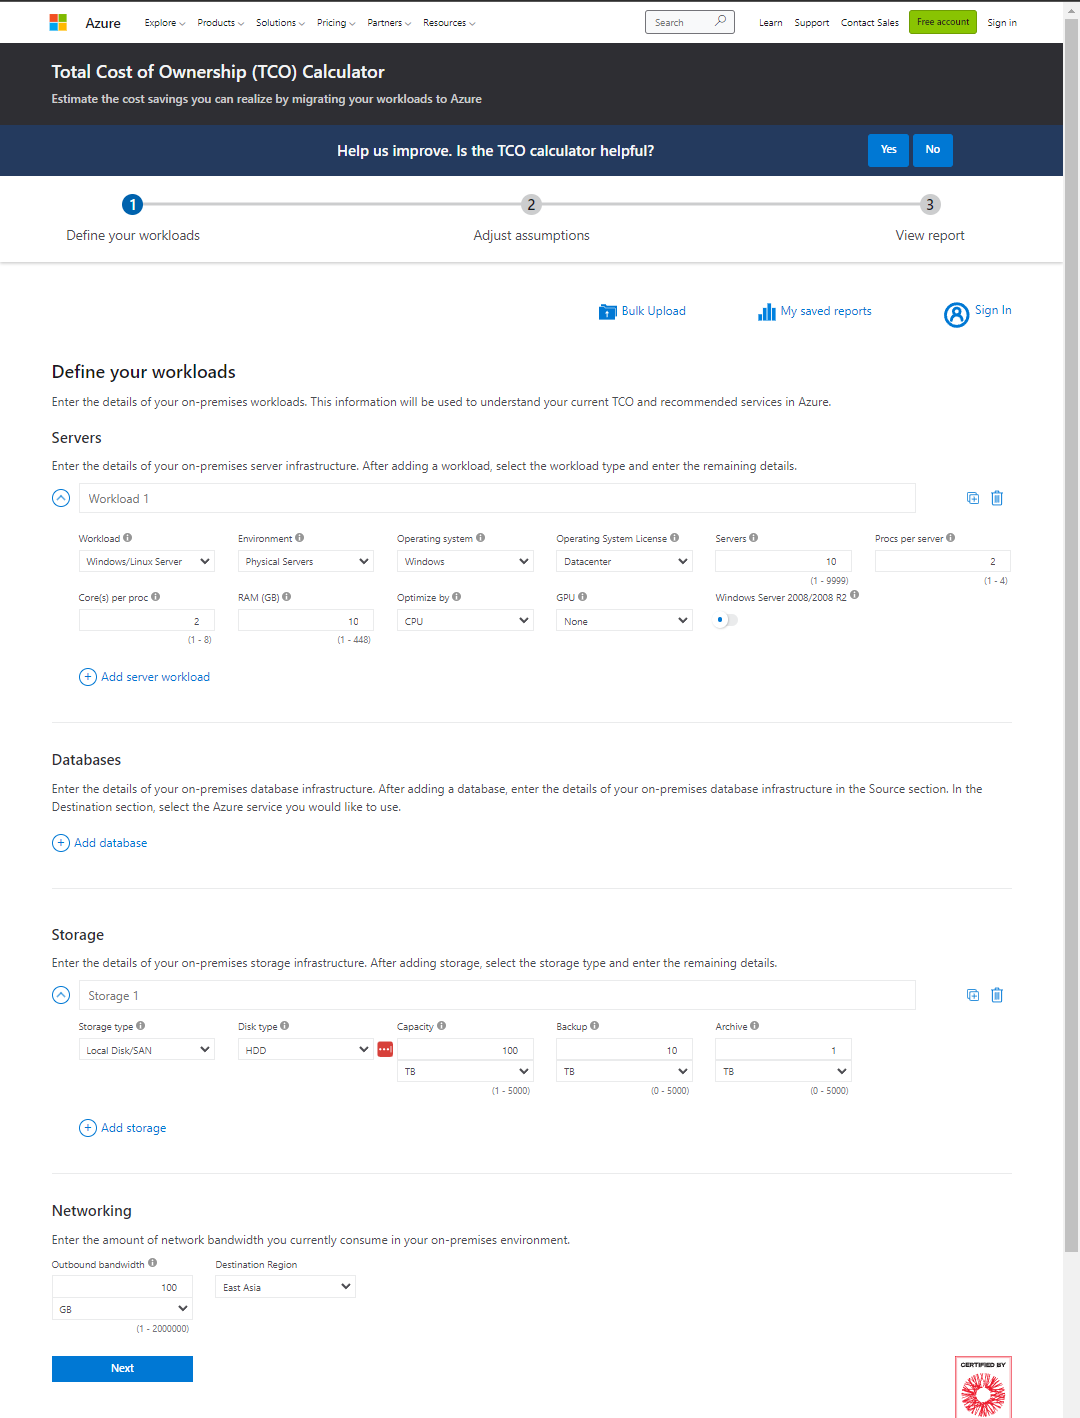 Azure Explore Products Solutions Pricing Partners Resources Search Learn Support Contact Sales Free account Sign in
Total Cost of Ownership (TCO) Calculator
Estimate the cost savings you can realize by migrating your workloads to Azure
Help us improve. Is the TCO calculator helpful? Yes No
1 2 3
Define your workloads Adjust assumptions View report
Bulk Upload My saved reports Sign In
Define your workloads
Enter the details of your on-premises workloads. This information will be used to understand your current TCO and recommended services in Azure.
Servers
Enter the details of your on-premises server infrastructure. After adding a workload, select the workload type and enter the remaining details.
Workload 1
Workload Environment Operating system Operating System License Servers Procs per server
Windows/Linux Server Physical Servers Windows Datacenter 10 2
(1 - 9999) (1 - 4)
Core(s) per proc RAM (GB) Optimize by GPU Windows Server 2008/2008 R2
2 10 CPU None
(1 - 8) (1 - 448)
Add server workload
Databases
Enter the details of your on-premises database infrastructure. After adding a database, enter the details of your on-premises database infrastructure in the Source section. In the
Destination section, select the Azure service you would like to use.
Add database
Storage
Enter the details of your on-premises storage infrastructure. After adding storage, select the storage type and enter the remaining details.
Storage 1
Storage type Disk type Capacity Backup Archive
Local Disk/SAN HDD 100 10 1
TB TB TB
(1 - 5000) (0 - 5000) (0 - 5000)
Add storage
Networking
Enter the amount of network bandwidth you currently consume in your on-premises environment.
Outbound bandwidth Destination Region
100 East Asia
GB
(1 - 2000000)
Next
CERTIFIED BY